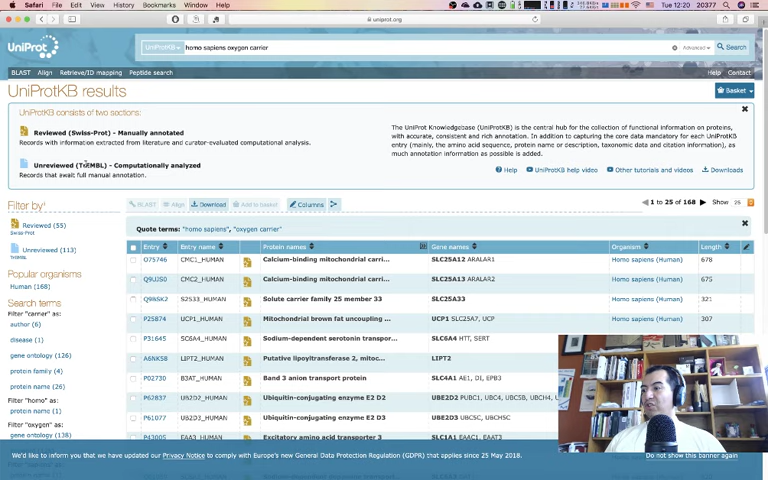 Safari File Edit View History Bookmarks Window Help
Tue 12:20 20377
uniprot.org
UniProt
UniProtKB
homo sapiens oxygen carrier
Advanced
Search
BLAST Align Retrieve/ID mapping Peptide search
Help Contact
UniProtKB results
Basket
UniProtKB consists of two sections:
Reviewed (Swiss-Prot) - Manually annotated
Records with information extracted from literature and curator-evaluated computational analysis.
Unreviewed (TrEMBL) - Computationally analyzed
Records that await full manual annotation.
The UniProt Knowledgebase (UniProtKB) is the central hub for the collection of functional information on proteins,
with accurate, consistent and rich annotation. In addition to capturing the core data mandatory for each UniProtKB
entry (mainly, the amino acid sequence, protein name or description, taxonomic data and citation information), as
much annotation information as possible is added.
Help UniProtKB help video Other tutorials and videos Downloads
Filter by
Reviewed (55)
Swiss-Prot
Unreviewed (113)
TrEMBL
Popular organisms
Human (168)
Search terms
Filter "carrier" as:
author (6)
disease (1)
gene ontology (126)
protein family (4)
protein name (26)
Filter "homo" as:
protein name (1)
Filter "oxygen" as:
gene ontology (138)
BLAST Align Download Add to basket Columns
1 to 25 of 168 Show 25
Quote terms: "homo sapiens", "oxygen carrier"
Entry Entry name Protein names Gene names Organism Length
O75746 CMC1_HUMAN Calcium-binding mitochondrial carri... SLC25A12 ARALAR1 Homo sapiens (Human) 678
Q9UJS0 CMC2_HUMAN Calcium-binding mitochondrial carri... SLC25A13 ARALAR2 Homo sapiens (Human) 675
Q9BSK2 S2533_HUMAN Solute carrier family 25 member 33 SLC25A33 Homo sapiens (Human) 321
P25874 UCP1_HUMAN Mitochondrial brown fat uncoupling ... UCP1 SLC25A7, UCP Homo sapiens (Human) 307
P31645 SC6A4_HUMAN Sodium-dependent serotonin transpor... SLC6A4 HTT, SERT
A6NK58 LIPT2_HUMAN Putative lipoyltransferase 2, mitoc... LIPT2
P02730 B3AT_HUMAN Band 3 anion transport protein SLC4A1 AE1, DI, EPB3
P62837 UB2D2_HUMAN Ubiquitin-conjugating enzyme E2 D2 UBE2D2 PUBC1, UBC4, UBC5B, UBCH4,
P61077 UB2D3_HUMAN Ubiquitin-conjugating enzyme E2 D3 UBE2D3 UBC5C, UBCH5C
P43005 EAA3_HUMAN Excitatory amino acid transporter 3 SLC1A1 EAAC1, EAAT3
We'd like to inform you that we have updated our Privacy Notice to comply with Europe's new General Data Protection Regulation (GDPR) that applies since 25 May 2018.
Do not show this banner again